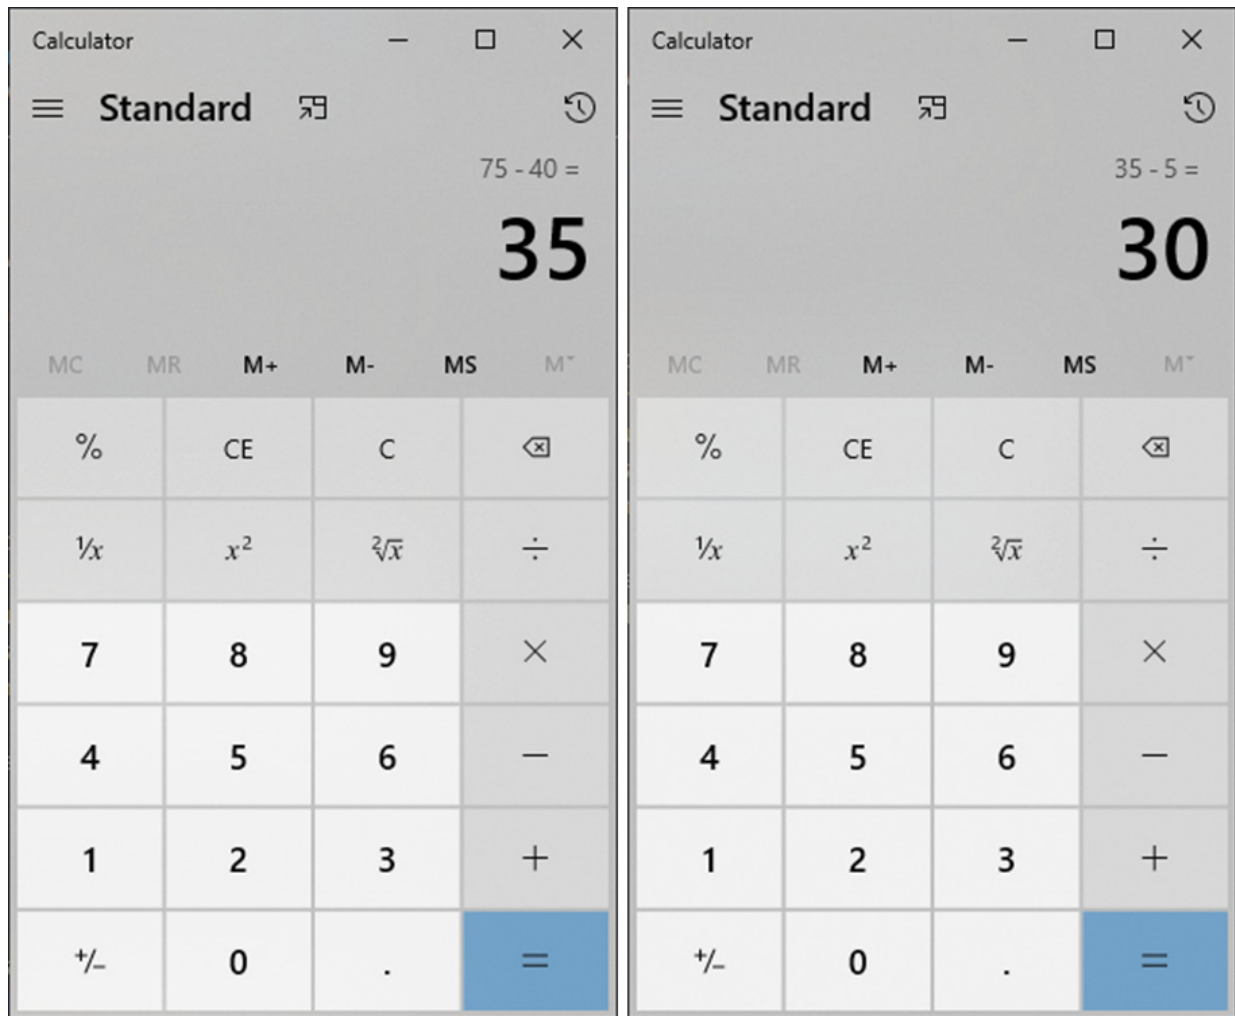 Calculator
Standard
75 - 40 =
35
MC MR M+ M- MS M˅
% CE C
¹/x x² ²√x ÷
7 8 9 ×
4 5 6 −
1 2 3 +
+/− 0 . =
Calculator
Standard
35 - 5 =
30
MC MR M+ M- MS M˅
% CE C
¹/x x² ²√x ÷
7 8 9 ×
4 5 6 −
1 2 3 +
+/− 0 . =